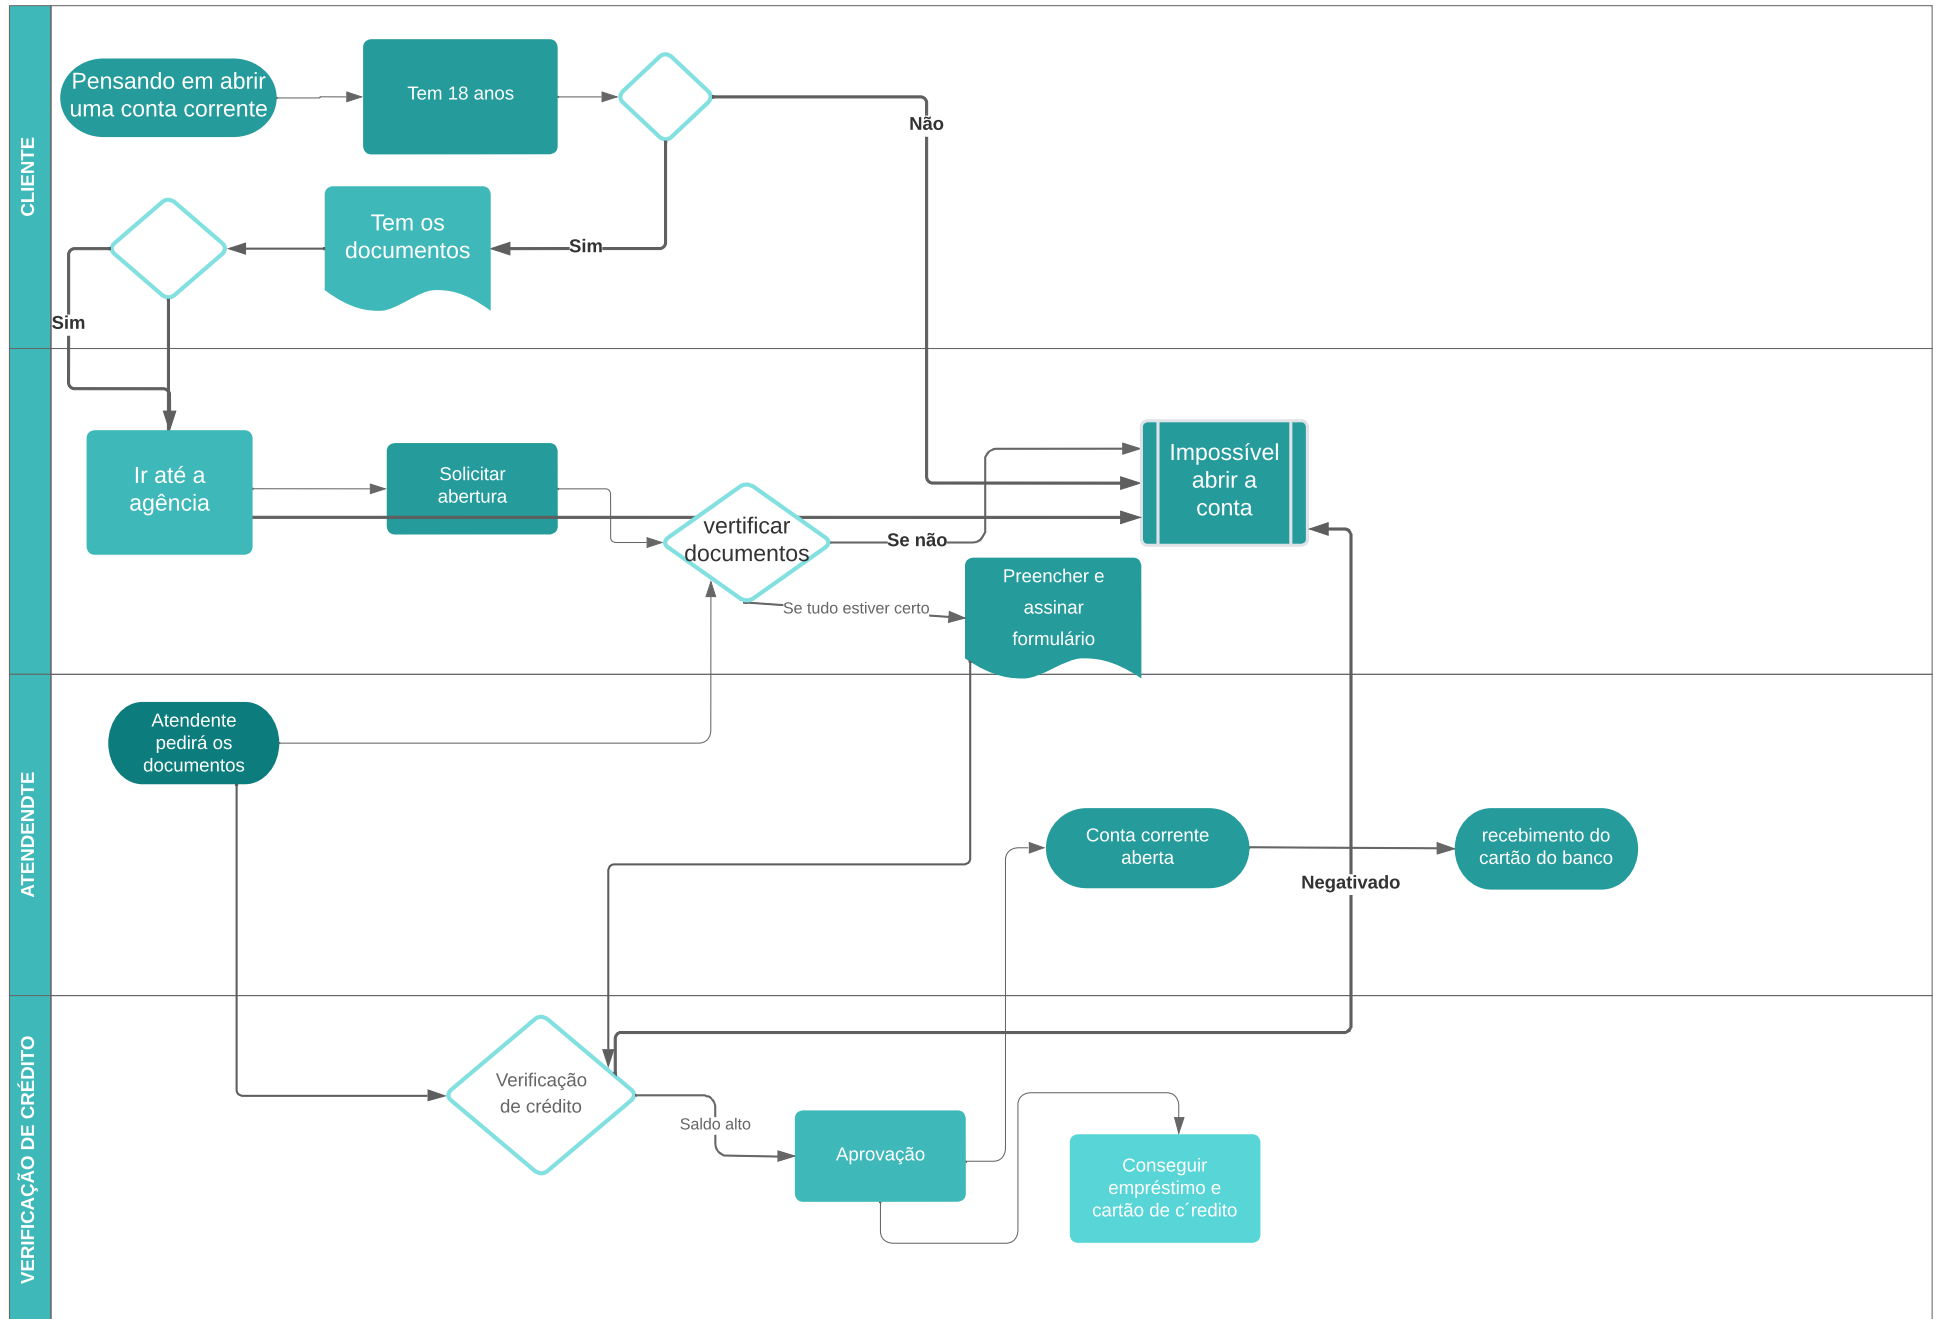 CLIENTE
Pensando em abrir
uma conta corrente
Tem 18 anos
Não
Tem os
documentos
Sim
Sim
Ir até a
agência
Solicitar
abertura
vertificar
documentos
Se não
Impossível
abrir a
conta
Se tudo estiver certo
Preencher e
assinar
formulário
ATENDENDTE
Atendente
pedirá os
documentos
Conta corrente
aberta
recebimento do
cartão do banco
Negativado
VERIFICAÇÃO DE CRÉDITO
Verificação
de crédito
Saldo alto
Aprovação
Conseguir
empréstimo e
cartão de c´redito